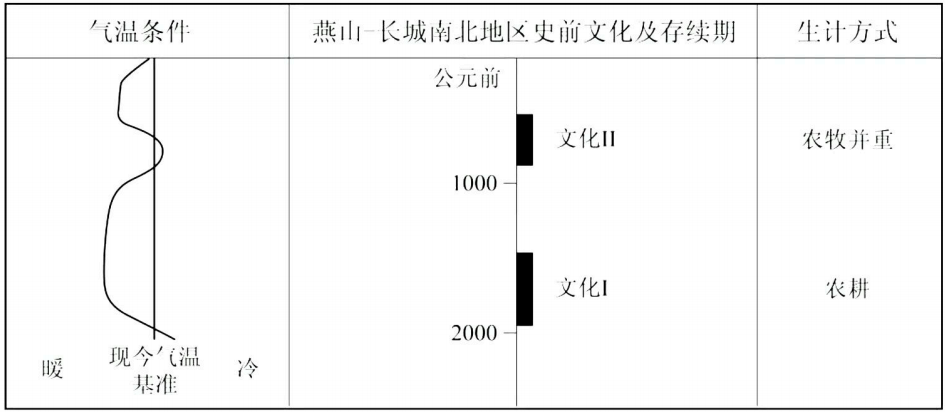 气温条件
燕山-长城南北地区史前文化及存续期
生计方式
公元前
文化II
农牧并重
1000
文化I
农耕
2000
暖
现今气温
基准
冷